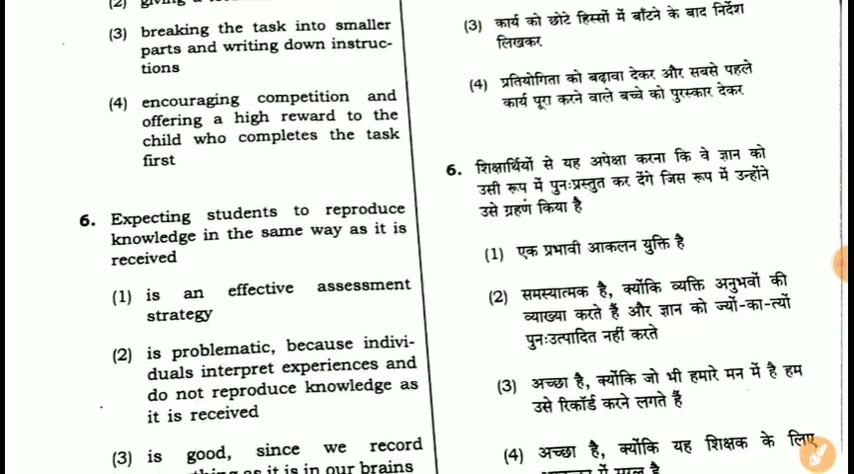 (3) breaking the task into smaller
parts and writing down instruc-
tions
(4) encouraging competition and
offering a high reward to the
child who completes the task
first
6. Expecting students to reproduce
knowledge in the same way as it is
received
(1) is an effective assessment
strategy
(2) is problematic, because indivi-
duals interpret experiences and
do not reproduce knowledge as
it is received
(3) is good, since we record
as it is in our brains
(3) कार्य को छोटे हिस्सों में बाँटने के बाद निर्देश
लिखकर
(4) प्रतियोगिता को बढ़ावा देकर और सबसे पहले
कार्य पूरा करने वाले बच्चे को पुरस्कार देकर
6. शिक्षार्थियों से यह अपेक्षा करना कि वे ज्ञान को
उसी रूप में पुनःप्रस्तुत कर देंगे जिस रूप में उन्होंने
उसे ग्रहण किया है
(1) एक प्रभावी आकलन युक्ति है
(2) समस्यात्मक है, क्योंकि व्यक्ति अनुभवों की
व्याख्या करते हैं और ज्ञान को ज्यों-का-त्यों
पुनःउत्पादित नहीं करते
(3) अच्छा है, क्योंकि जो भी हमारे मन में है हम
उसे रिकॉर्ड करने लगते हैं
(4) अच्छा है, क्योंकि यह शिक्षक के लिए
में सरल है